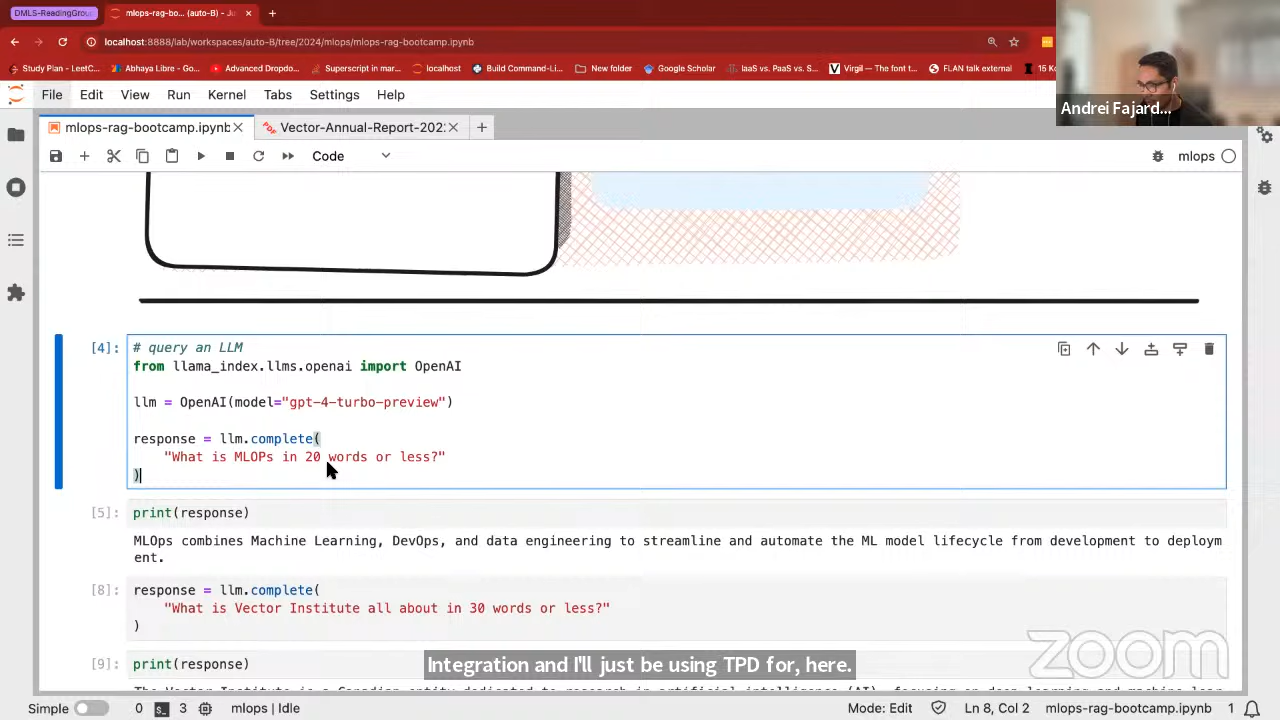 DMLS-ReadingGrou
mlops-rag-bo... (auto-B) - Ju
localhost:8888/lab/workspaces/auto-B/tree/2024/mlops/mlops-rag-bootcamp.ipynb
Study Plan - LeetC...
Abhaya Libre - Go...
Advanced Dropdo...
Superscript in mar...
localhost
Build Command-Li...
New folder
Google Scholar
IaaS vs. PaaS vs. S...
Virgil — The font t...
FLAN talk external
16 Ko
Andrei Fajard...
File Edit View Run Kernel Tabs Settings Help
mlops-rag-bootcamp.ipynb
Vector-Annual-Report-202
Code
mlops
[4]:
# query an LLM
from llama_index.llms.openai import OpenAI
llm = OpenAI(model="gpt-4-turbo-preview")
response = llm.complete(
"What is MLOPs in 20 words or less?"
)
[5]: print(response)
MLOps combines Machine Learning, DevOps, and data engineering to streamline and automate the ML model lifecycle from development to deploym
ent.
[8]: response = llm.complete(
"What is Vector Institute all about in 30 words or less?"
)
[9]: print(response)
zoom
Integration and I'll just be using TPD for, here.
Simple 0 3 mlops | Idle Mode: Edit Ln 8, Col 2 mlops-rag-bootcamp.ipynb 1